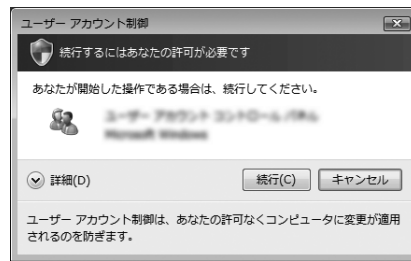 ユーザー アカウント制御
続行するにはあなたの許可が必要です
あなたが開始した操作である場合は、続行してください。
詳細(D)
続行(C)
キャンセル
ユーザー アカウント制御は、あなたの許可なくコンピュータに変更が適用
されるのを防ぎます。